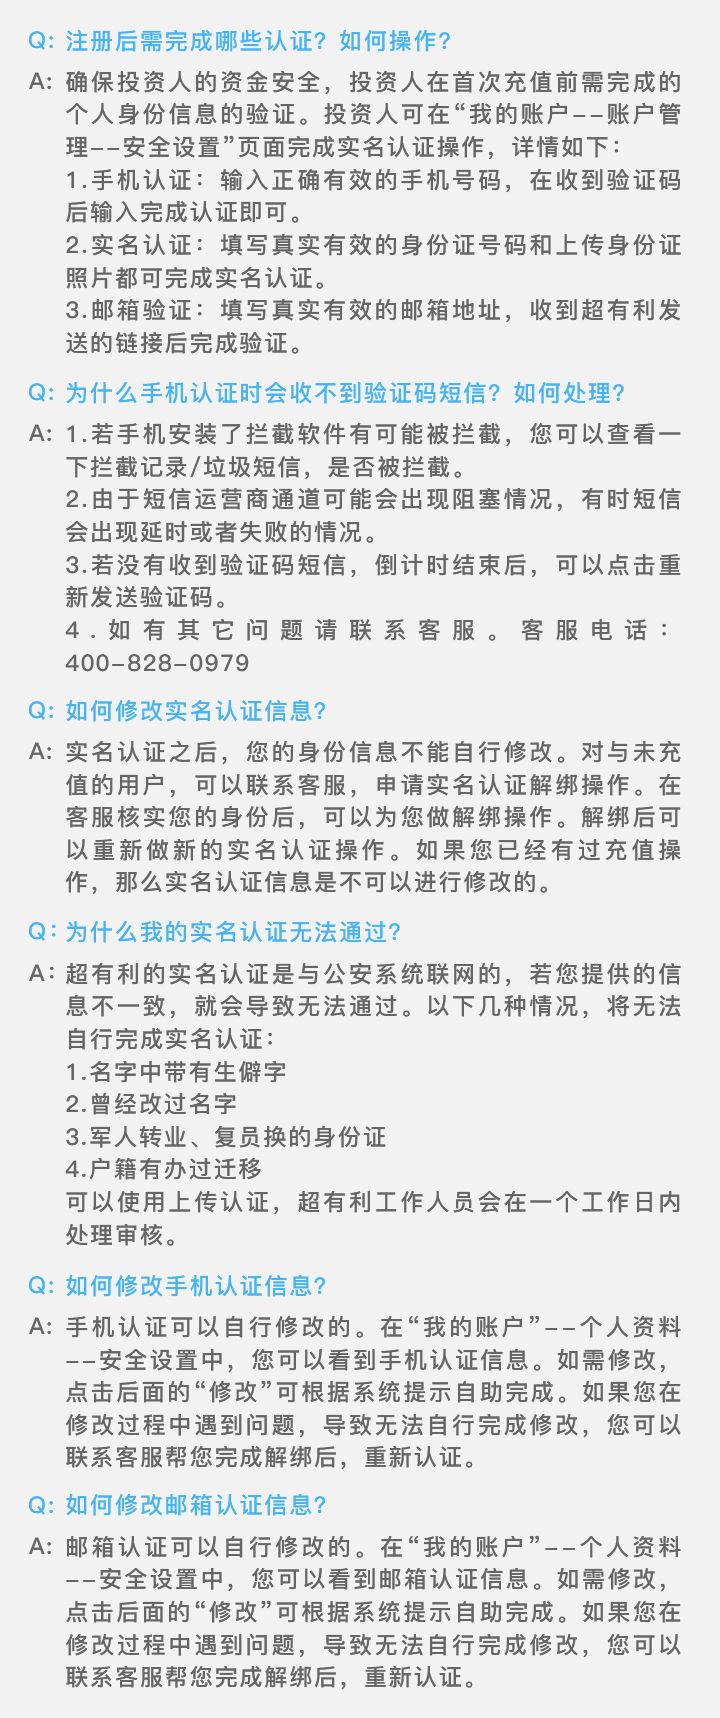 Q: 注册后需完成哪些认证？如何操作？
A: 确保投资人的资金安全，投资人在首次充值前需完成的
个人身份信息的验证。投资人可在“我的账户--账户管
理--安全设置”页面完成实名认证操作，详情如下：
1.手机认证：输入正确有效的手机号码，在收到验证码
后输入完成认证即可。
2.实名认证：填写真实有效的身份证号码和上传身份证
照片都可完成实名认证。
3.邮箱验证：填写真实有效的邮箱地址，收到超有利发
送的链接后完成验证。
Q: 为什么手机认证时会收不到验证码短信？如何处理？
A: 1.若手机安装了拦截软件有可能被拦截，您可以查看一
下拦截记录/垃圾短信，是否被拦截。
2.由于短信运营商通道可能会出现阻塞情况，有时短信
会出现延时或者失败的情况。
3.若没有收到验证码短信，倒计时结束后，可以点击重
新发送验证码。
4.如有其它问题请联系客服。客服电话：
400-828-0979
Q: 如何修改实名认证信息？
A: 实名认证之后，您的身份信息不能自行修改。对与未充
值的用户，可以联系客服，申请实名认证解绑操作。在
客服核实您的身份后，可以为您做解绑操作。解绑后可
以重新做新的实名认证操作。如果您已经有过充值操
作，那么实名认证信息是不可以进行修改的。
Q: 为什么我的实名认证无法通过？
A: 超有利的实名认证是与公安系统联网的，若您提供的信
息不一致，就会导致无法通过。以下几种情况，将无法
自行完成实名认证：
1.名字中带有生僻字
2.曾经改过名字
3.军人转业、复员换的身份证
4.户籍有办过迁移
可以使用上传认证，超有利工作人员会在一个工作日内
处理审核。
Q: 如何修改手机认证信息？
A: 手机认证可以自行修改的。在“我的账户”--个人资料
--安全设置中，您可以看到手机认证信息。如需修改，
点击后面的“修改”可根据系统提示自助完成。如果您在
修改过程中遇到问题，导致无法自行完成修改，您可以
联系客服帮您完成解绑后，重新认证。
Q: 如何修改邮箱认证信息？
A: 邮箱认证可以自行修改的。在“我的账户”--个人资料
--安全设置中，您可以看到邮箱认证信息。如需修改，
点击后面的“修改”可根据系统提示自助完成。如果您在
修改过程中遇到问题，导致无法自行完成修改，您可以
联系客服帮您完成解绑后，重新认证。